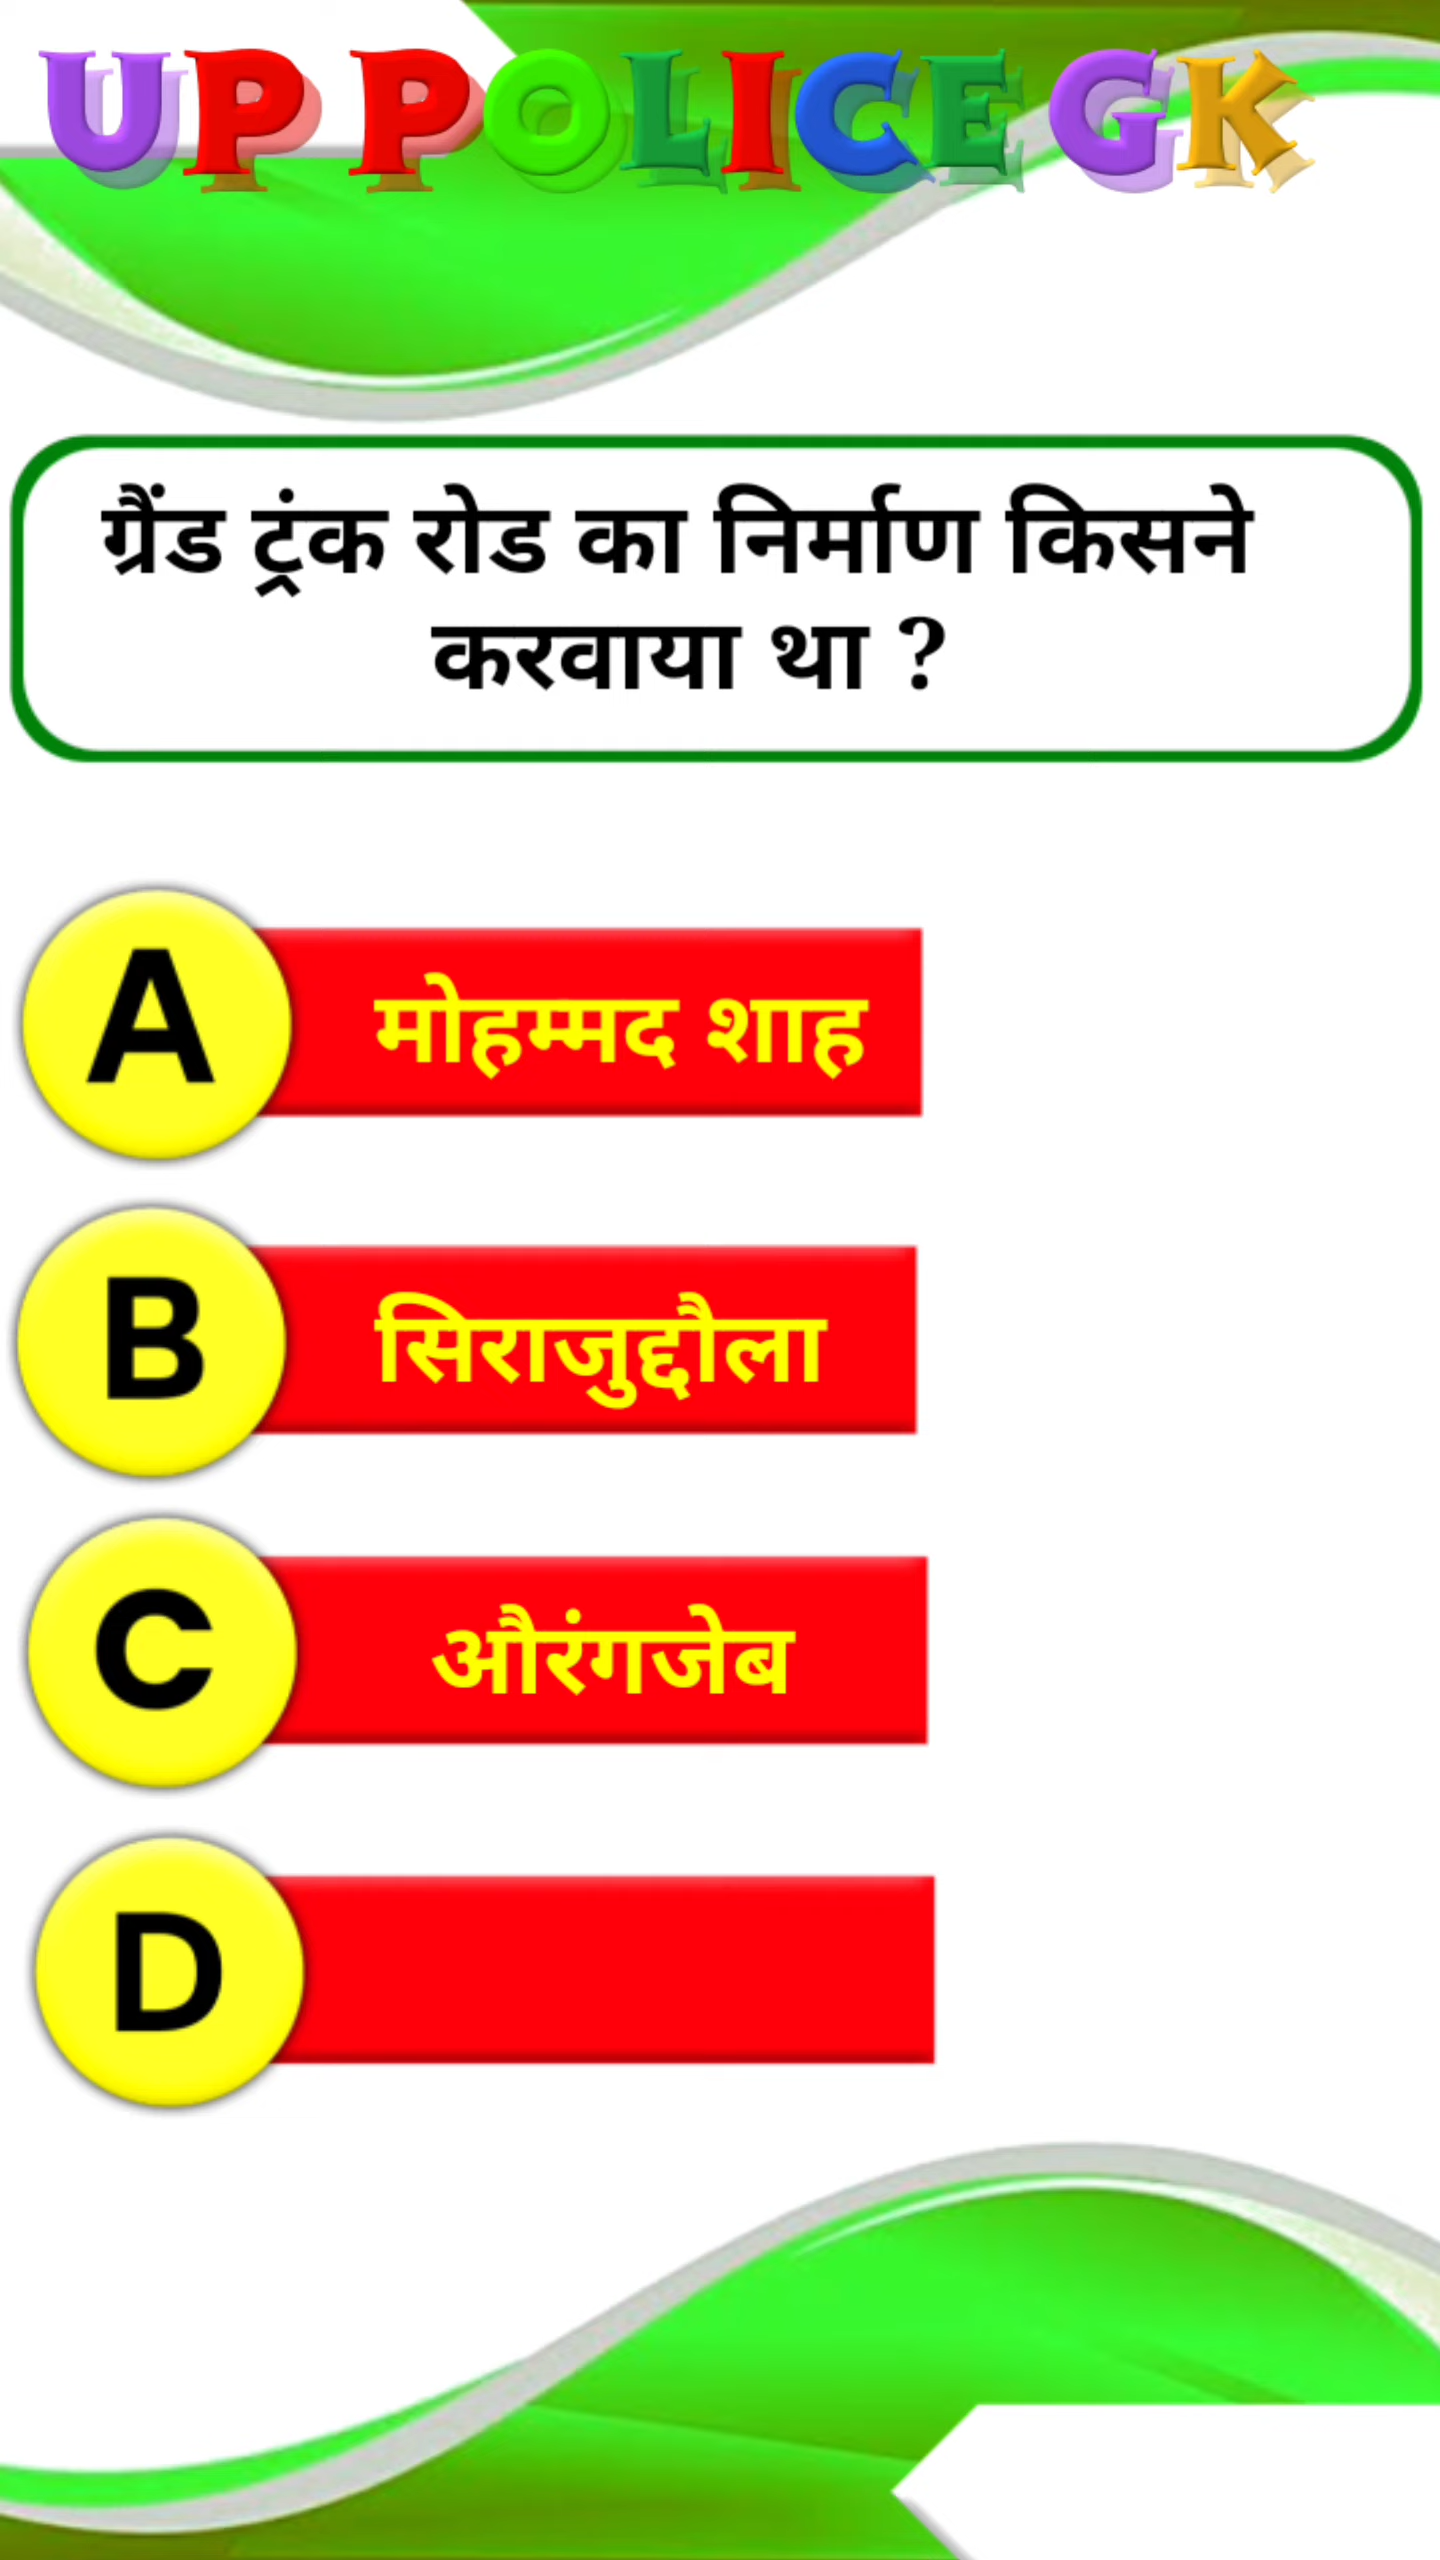 UP POLICE GK
ग्रैंड ट्रंक रोड का निर्माण किसने
करवाया था ?
A मोहम्मद शाह
B सिराजुद्दौला
C औरंगजेब
D